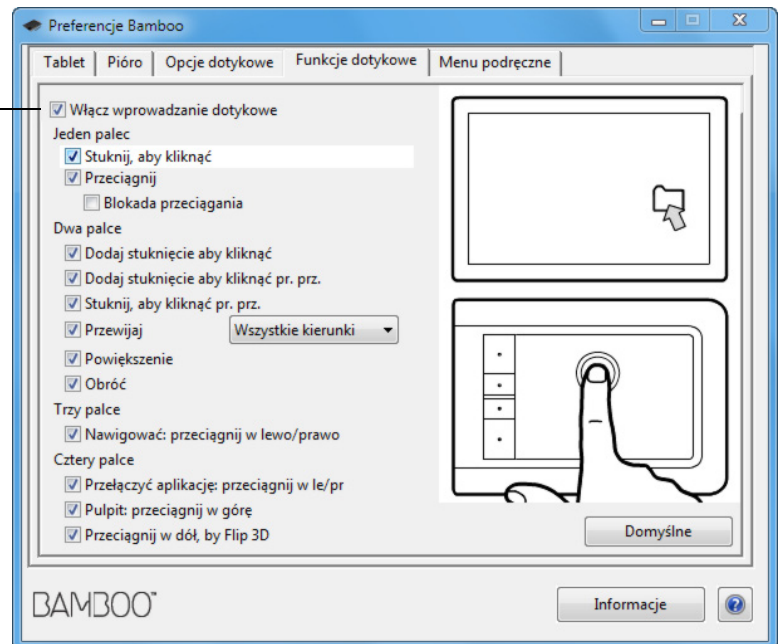 Preferencje Bamboo
Tablet Pióro Opcje dotykowe Funkcje dotykowe Menu podręczne
Włącz wprowadzanie dotykowe
Jeden palec
Stuknij, aby kliknąć
Przeciągnij
Blokada przeciągania
Dwa palce
Dodaj stuknięcie aby kliknąć
Dodaj stuknięcie aby kliknąć pr. prz.
Stuknij, aby kliknąć pr. prz.
Przewijaj Wszystkie kierunki
Powiększenie
Obróć
Trzy palce
Nawigować: przeciągnij w lewo/prawo
Cztery palce
Przełączyć aplikację: przeciągnij w le/pr
Pulpit: przeciągnij w górę
Przeciągnij w dół, by Flip 3D
Domyślne
BAMBOO™
Informacje
?